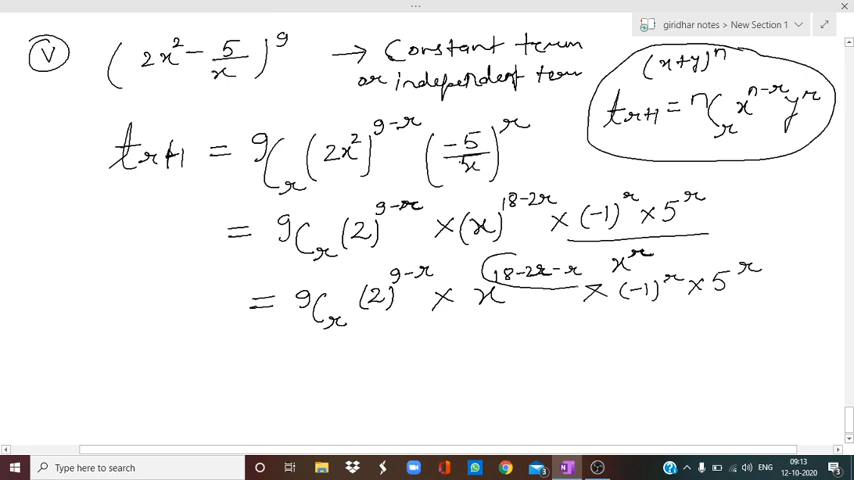 giridhar notes > New Section 1
(V) (2x² − 5/x)⁹ → Constant term
or independent term
(x+y)ⁿ
tᵣ₊₁ = ⁿCᵣ xⁿ⁻ʳ yʳ
tᵣ₊₁ = ⁹Cᵣ (2x²)⁹⁻ʳ (−5/x)ʳ
= ⁹Cᵣ (2)⁹⁻ʳ × (x)¹⁸⁻²ʳ × (−1)ʳ × 5ʳ / xʳ
= ⁹Cᵣ (2)⁹⁻ʳ × x¹⁸⁻²ʳ⁻ʳ × (−1)ʳ × 5ʳ
Type here to search
ENG
09:13
12-10-2020
3
3